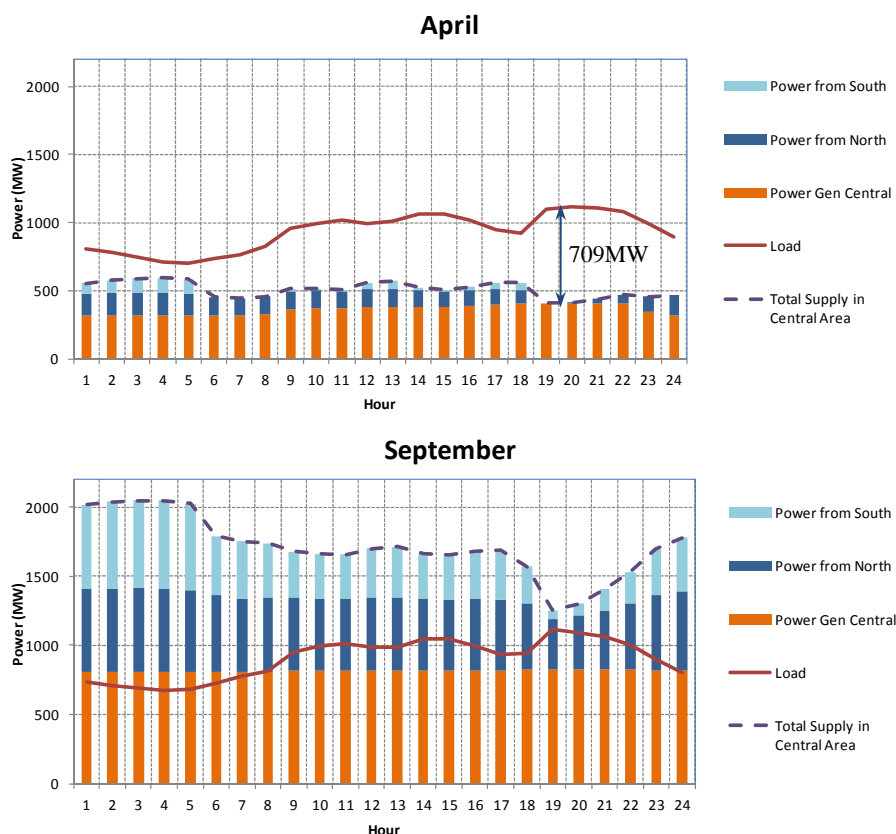 April
2000
1500
1000
500
0
Power (MW)
709MW
1 2 3 4 5 6 7 8 9 10 11 12 13 14 15 16 17 18 19 20 21 22 23 24
Hour
Power from South
Power from North
Power Gen Central
Load
Total Supply in
Central Area
September
2000
1500
1000
500
0
Power (MW)
1 2 3 4 5 6 7 8 9 10 11 12 13 14 15 16 17 18 19 20 21 22 23 24
Hour
Power from South
Power from North
Power Gen Central
Load
Total Supply in
Central Area